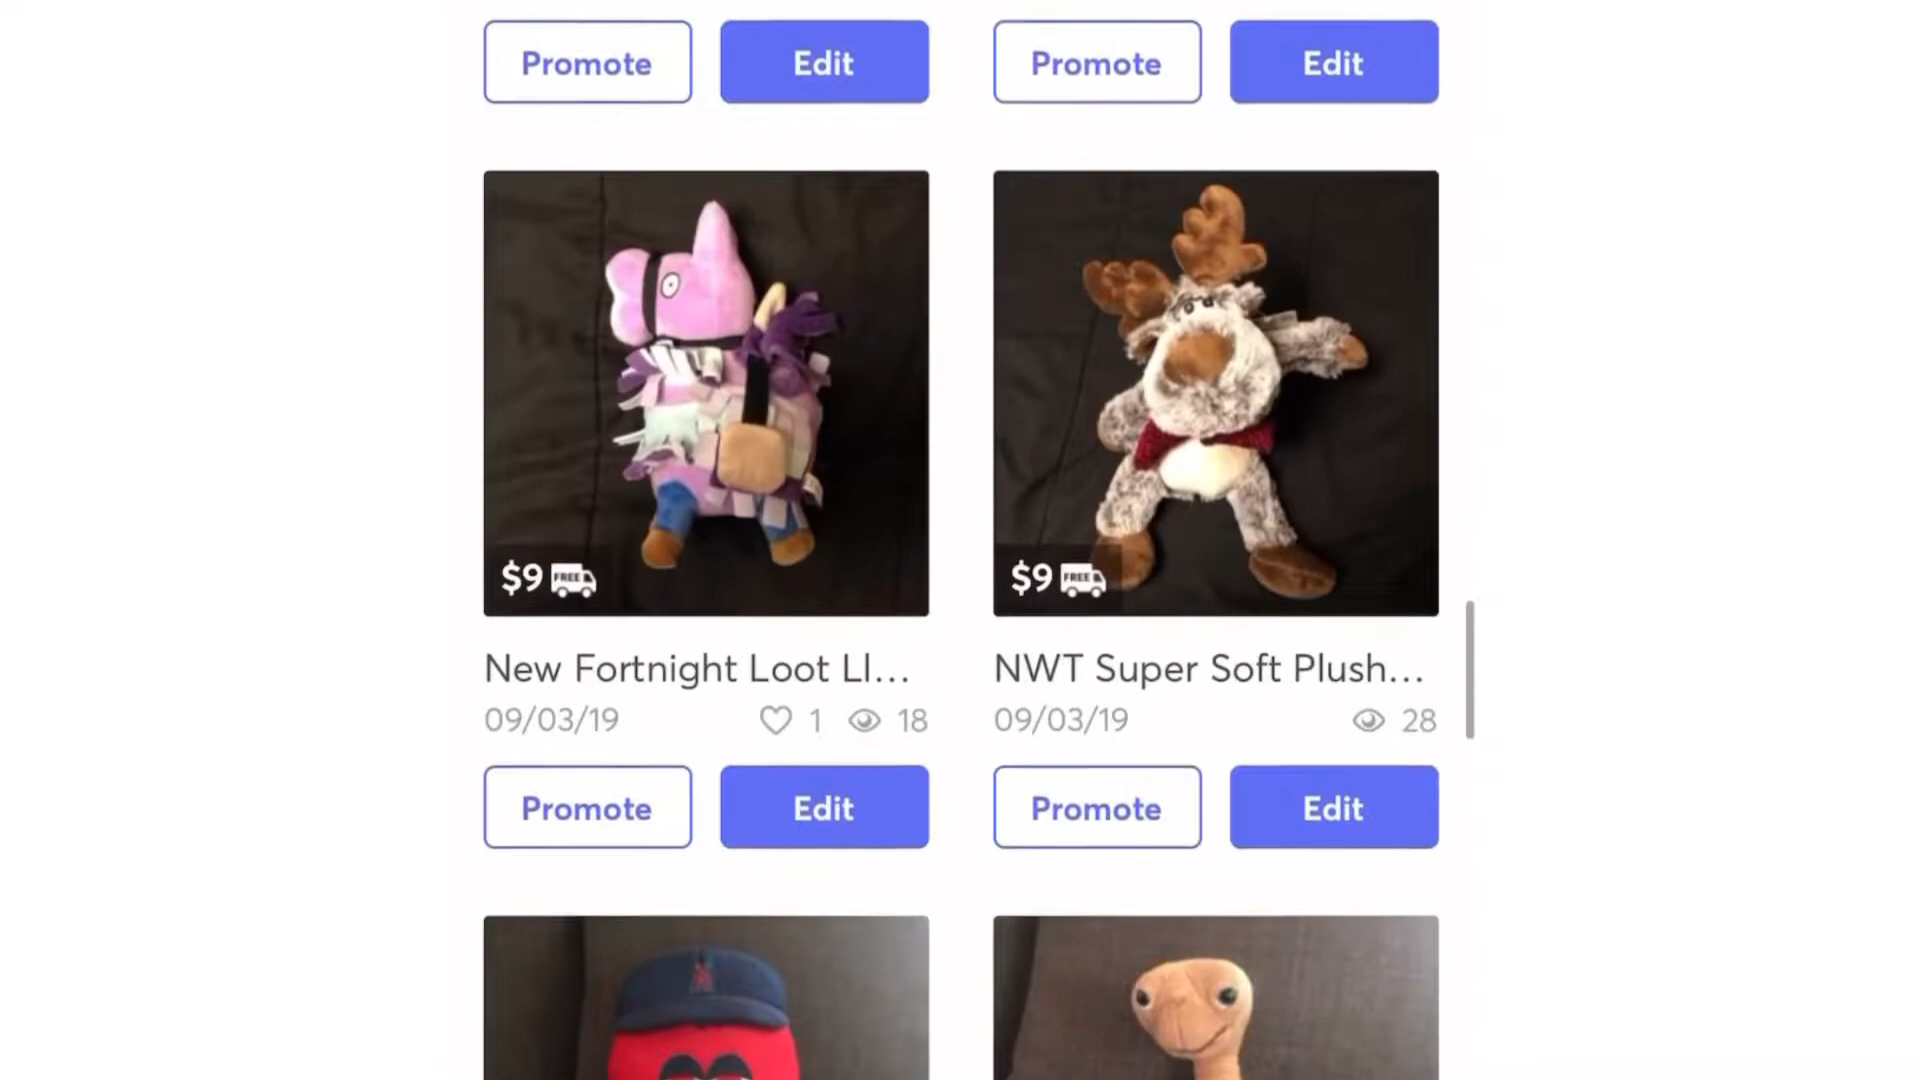 Promote Edit Promote Edit
$9 FREE $9 FREE
New Fortnight Loot Ll... NWT Super Soft Plush...
09/03/19 1 18 09/03/19 28
Promote Edit Promote Edit
A